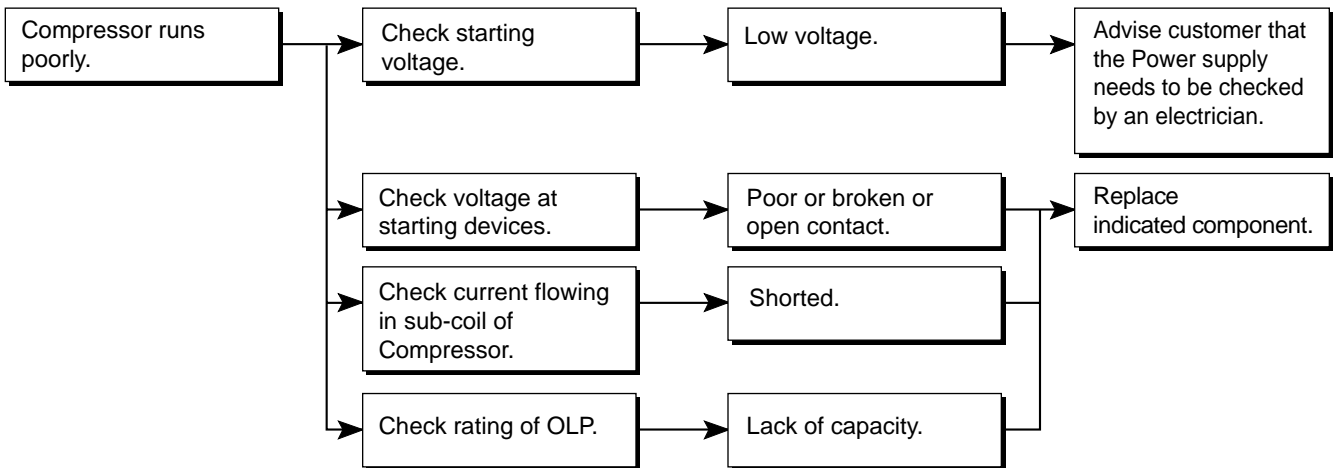 Compressor runs
poorly.
Check starting
voltage.
Low voltage.
Advise customer that
the Power supply
needs to be checked
by an electrician.
Check voltage at
starting devices.
Poor or broken or
open contact.
Replace
indicated component.
Check current flowing
in sub-coil of
Compressor.
Shorted.
Check rating of OLP.
Lack of capacity.